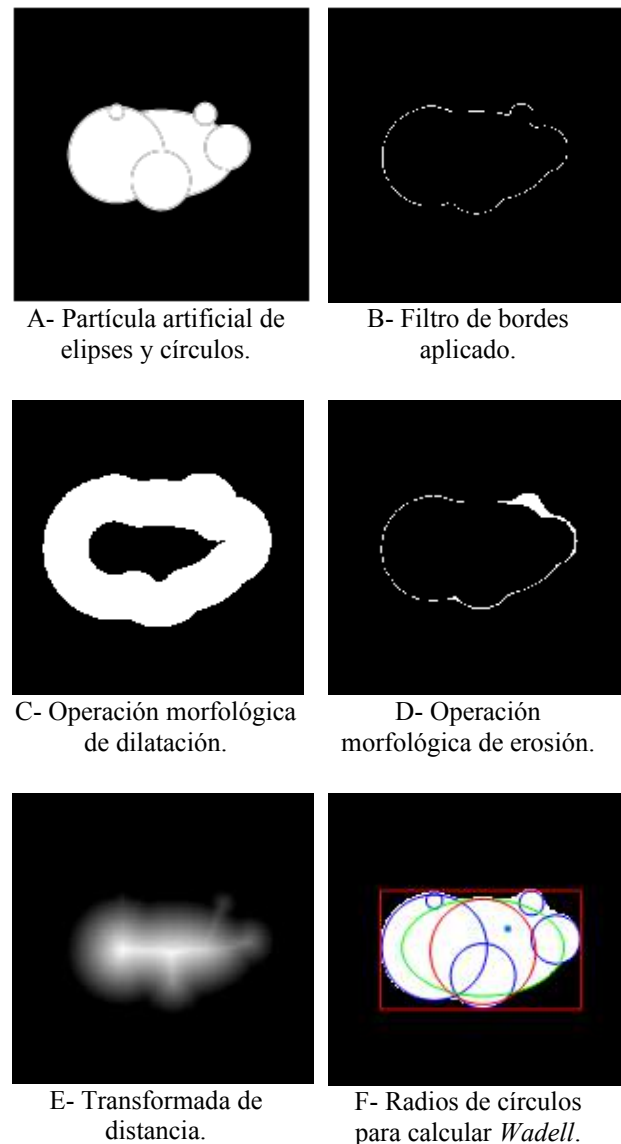 A- Partícula artificial de
elipses y círculos.
B- Filtro de bordes
aplicado.
C- Operación morfológica
de dilatación.
D- Operación
morfológica de erosión.
E- Transformada de
distancia.
F- Radios de círculos
para calcular Wadell.